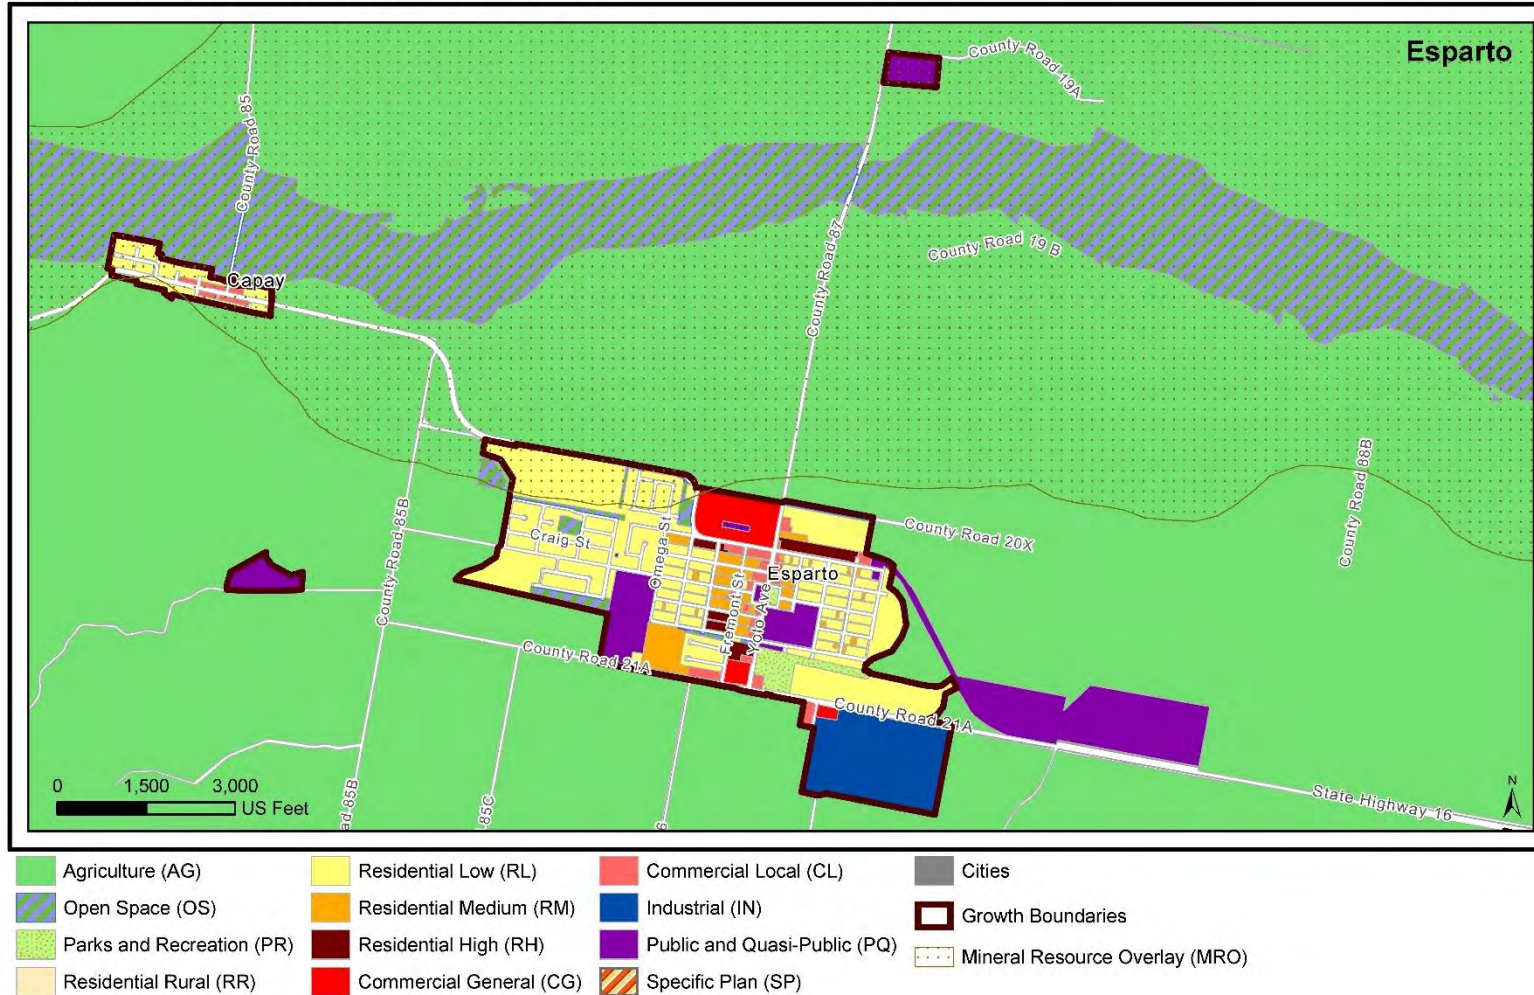 Esparto
County Road 19A
County Road 85
County Road 87
County Road 19 B
Capay
County Road 88B
County Road 85B
Craig St
Omega St
County Road 20X
Esparto
Fremont St
Yolo Ave
County Road 21A
County Road 21A
State Highway 16
ad 85B
85C
6
0 1,500 3,000
US Feet
N
Agriculture (AG)
Open Space (OS)
Parks and Recreation (PR)
Residential Rural (RR)
Residential Low (RL)
Residential Medium (RM)
Residential High (RH)
Commercial General (CG)
Commercial Local (CL)
Industrial (IN)
Public and Quasi-Public (PQ)
Specific Plan (SP)
Cities
Growth Boundaries
Mineral Resource Overlay (MRO)